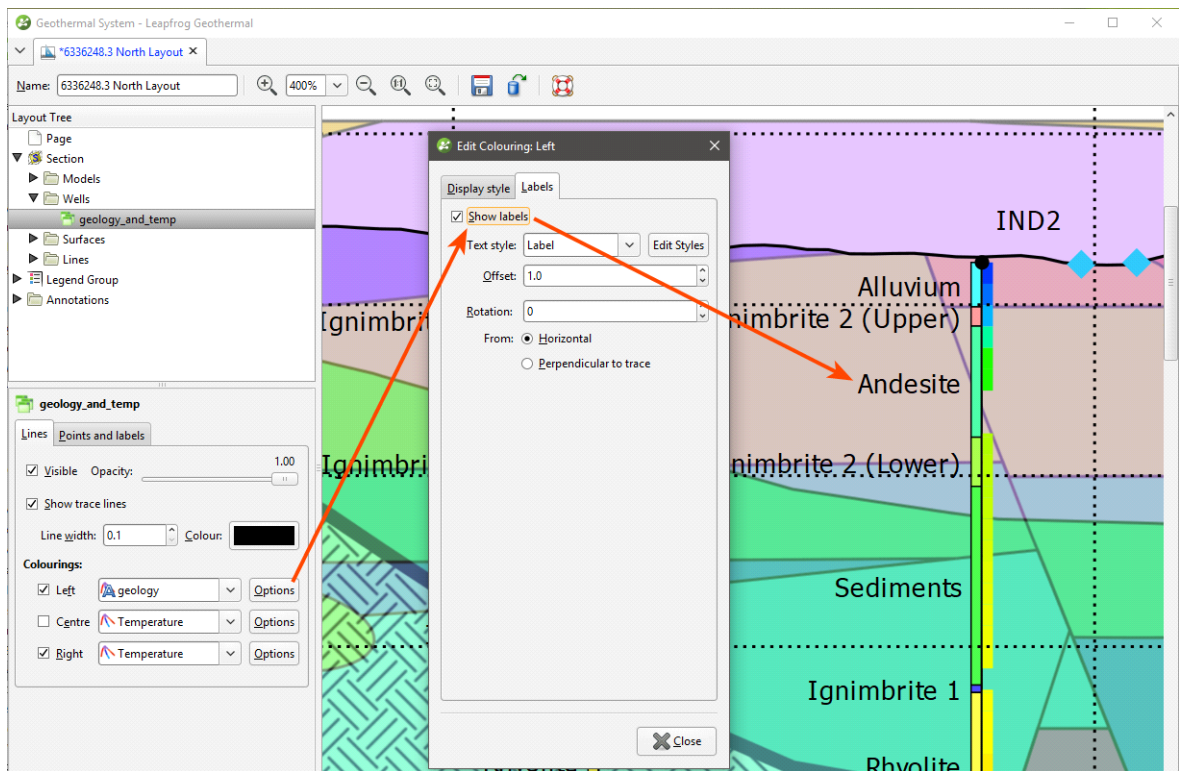 Geothermal System - Leapfrog Geothermal
*6336248.3 North Layout
Name: 6336248.3 North Layout
400%
Layout Tree
Page
Section
Models
Wells
geology_and_temp
Surfaces
Lines
Legend Group
Annotations
geology_and_temp
Lines
Points and labels
Visible
Opacity:
1.00
Show trace lines
Line width: 0.1
Colour:
Colourings:
Left
geology
Options
Centre
Temperature
Options
Right
Temperature
Options
Edit Colouring: Left
Display style
Labels
Show labels
Text style: Label
Edit Styles
Offset: 1.0
Rotation: 0
From: Horizontal
Perpendicular to trace
Close
IND2
Alluvium
nimbrite 2 (Upper)
Andesite
nimbrite 2 (Lower)
Sediments
Ignimbrite 1
Rhyolite
Ignimbri